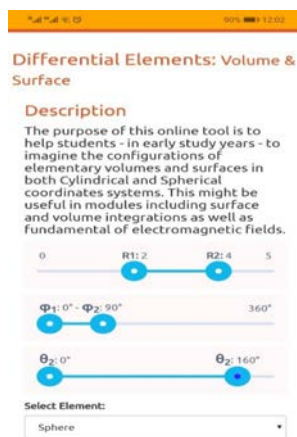 90% 12:02
Differential Elements: Volume &
Surface
Description
The purpose of this online tool is to
help students - in early study years - to
imagine the configurations of
elementary volumes and surfaces in
both Cylindrical and Spherical
coordinates systems. This might be
useful in modules including surface
and volume integrations as well as
fundamental of electromagnetic fields.
0 R1: 2 R2: 4 5
φ₁: 0° - φ₂: 90° 360°
θ₂: 0° θ₂: 160°
Select Element:
Sphere